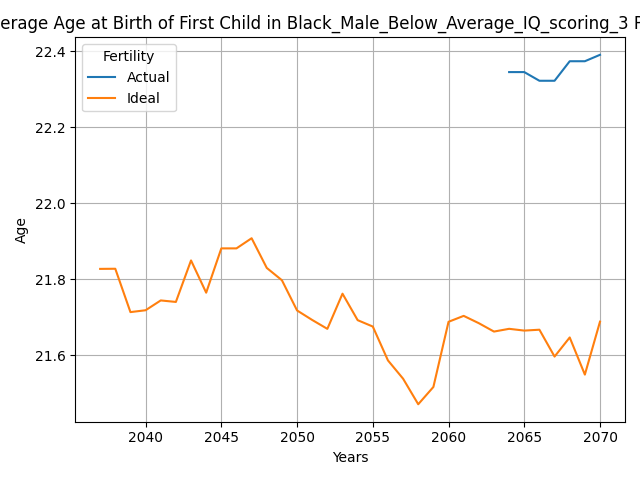 Average Age at Birth of First Child in Black_Male_Below_Average_IQ_scoring_3
22.4
22.2
22.0
21.8
21.6
Age
Fertility
Actual
Ideal
2040 2045 2050 2055 2060 2065 2070
Years